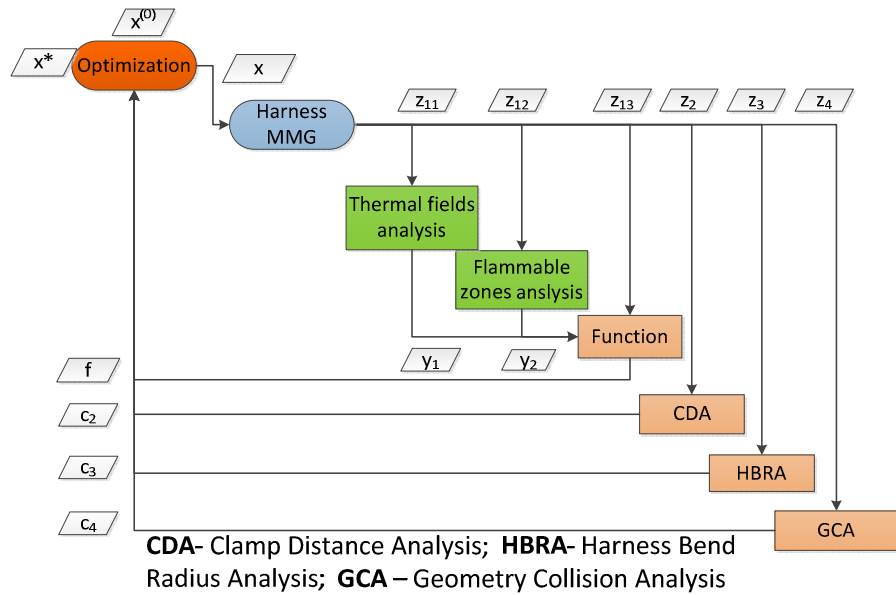 x(0)
x*
Optimization
x
Harness
MMG
z11
z12
z13
z2
z3
z4
Thermal fields
analysis
Flammable
zones anslysis
Function
y1
y2
f
CDA
c2
HBRA
c3
GCA
c4
CDA- Clamp Distance Analysis; HBRA- Harness Bend
Radius Analysis; GCA – Geometry Collision Analysis